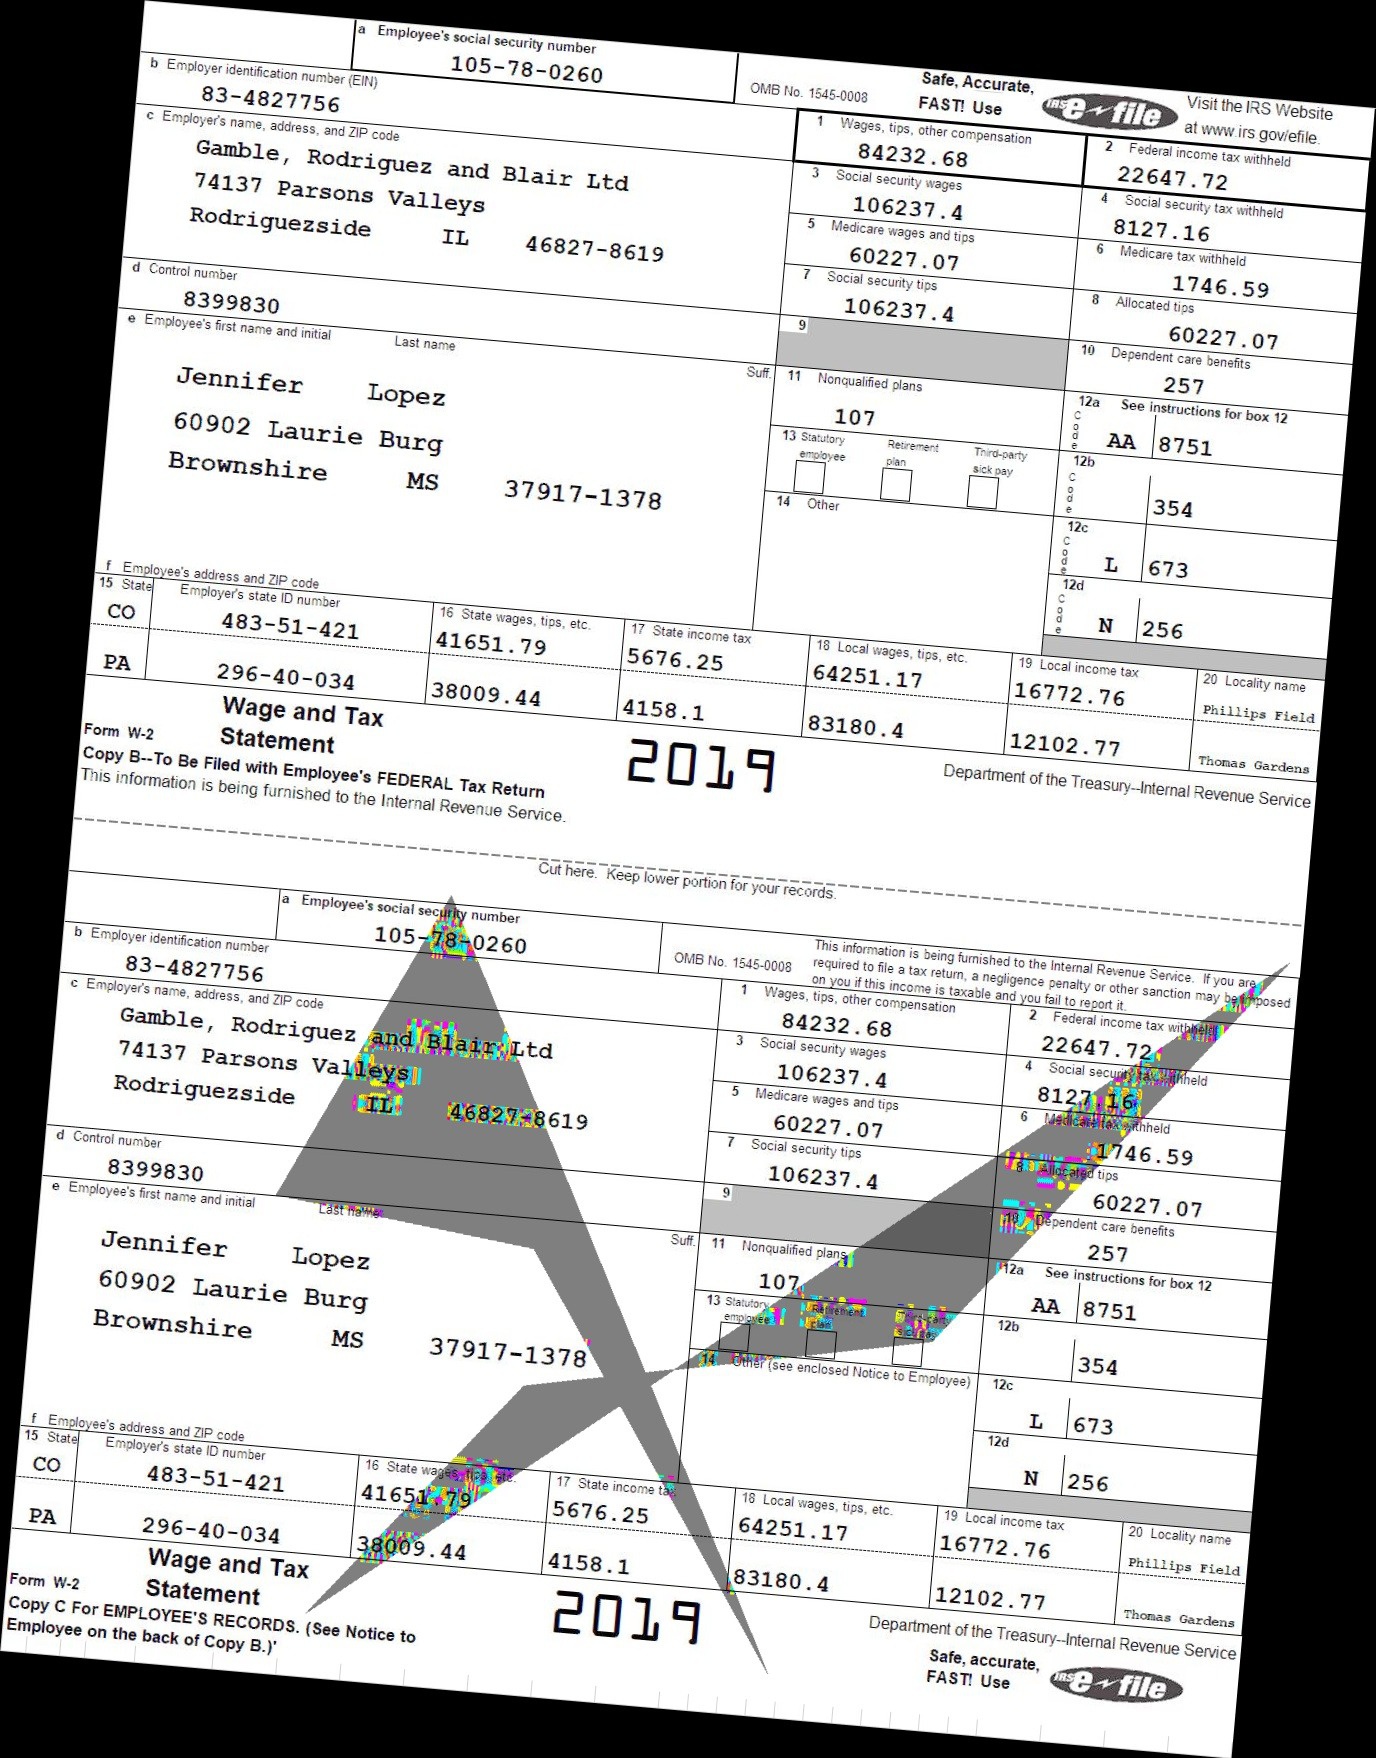 a Employee's social security number
105-78-0260
OMB No. 1545-0008
Safe, Accurate,
FAST! Use
IRS e-file
Visit the IRS Website
at www.irs.gov/efile.
b Employer identification number (EIN)
83-4827756
c Employer's name, address, and ZIP code
Gamble, Rodriguez and Blair Ltd
74137 Parsons Valleys
Rodriguezside IL 46827-8619
1 Wages, tips, other compensation
84232.68
2 Federal income tax withheld
22647.72
3 Social security wages
106237.4
4 Social security tax withheld
8127.16
5 Medicare wages and tips
60227.07
6 Medicare tax withheld
1746.59
d Control number
8399830
7 Social security tips
106237.4
8 Allocated tips
60227.07
e Employee's first name and initial Last name
Suff.
Jennifer Lopez
60902 Laurie Burg
Brownshire MS 37917-1378
9
10 Dependent care benefits
257
11 Nonqualified plans
107
12a See instructions for box 12
Code AA 8751
13 Statutory employee
Retirement plan
Third-party sick pay
12b
Code 354
14 Other
12c
Code L 673
12d
Code N 256
f Employee's address and ZIP code
15 State Employer's state ID number
CO 483-51-421
PA 296-40-034
16 State wages, tips, etc.
41651.79
38009.44
17 State income tax
5676.25
4158.1
18 Local wages, tips, etc.
64251.17
83180.4
19 Local income tax
16772.76
12102.77
20 Locality name
Phillips Field
Thomas Gardens
Form W-2
Wage and Tax
Statement
2019
Department of the Treasury--Internal Revenue Service
Copy B--To Be Filed with Employee's FEDERAL Tax Return
This information is being furnished to the Internal Revenue Service.
Cut here. Keep lower portion for your records.
a Employee's social security number
105-78-0260
OMB No. 1545-0008
This information is being furnished to the Internal Revenue Service. If you are
required to file a tax return, a negligence penalty or other sanction may be imposed
on you if this income is taxable and you fail to report it.
b Employer identification number
83-4827756
c Employer's name, address, and ZIP code
Gamble, Rodriguez and Blair Ltd
74137 Parsons Valleys
Rodriguezside IL 46827-8619
1 Wages, tips, other compensation
84232.68
2 Federal income tax withheld
22647.72
3 Social security wages
106237.4
4 Social security tax withheld
8127.16
5 Medicare wages and tips
60227.07
6 Medicare tax withheld
1746.59
d Control number
8399830
7 Social security tips
106237.4
8 Allocated tips
60227.07
e Employee's first name and initial Last name
Suff.
Jennifer Lopez
60902 Laurie Burg
Brownshire MS 37917-1378
9
10 Dependent care benefits
257
11 Nonqualified plans
107
12a See instructions for box 12
AA 8751
13 Statutory employee
Retirement plan
Third-party sick pay
12b
354
14 Other (see enclosed Notice to Employee)
12c
L 673
12d
N 256
f Employee's address and ZIP code
15 State Employer's state ID number
CO 483-51-421
PA 296-40-034
16 State wages, tips, etc.
41651.79
38009.44
17 State income tax
5676.25
4158.1
18 Local wages, tips, etc.
64251.17
83180.4
19 Local income tax
16772.76
12102.77
20 Locality name
Phillips Field
Thomas Gardens
Form W-2
Wage and Tax
Statement
2019
Department of the Treasury--Internal Revenue Service
Copy C For EMPLOYEE'S RECORDS. (See Notice to
Employee on the back of Copy B.)'
Safe, accurate,
FAST! Use
IRS e-file